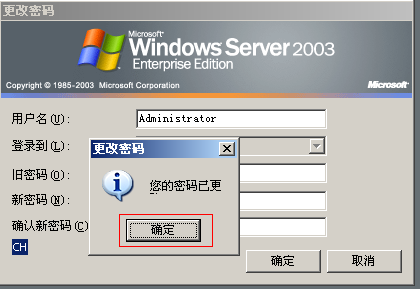 更改密码
Microsoft®
Windows Server 2003
Enterprise Edition
Copyright © 1985-2003 Microsoft Corporation
Microsoft
用户名(U):
Administrator
登录到(L):
更改密码
旧密码(O):
您的密码已更
新密码(N):
确认新密码(C)
确定
CH
确定
取消